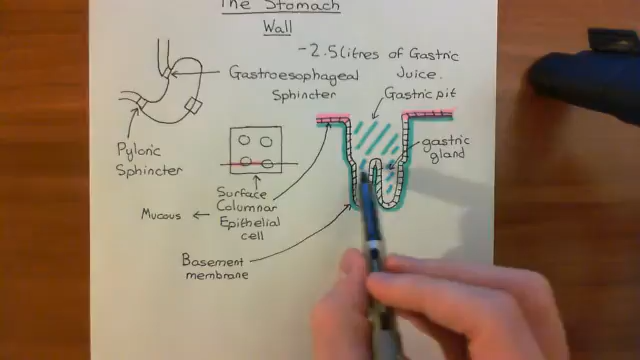 The Stomach
Wall
-2.5litres of Gastric
Juice.
Gastroesophageal
Sphincter
Gastric pit
Pyloric
Sphincter
gastric
gland
Surface
Columnar
Epithelial
cell
Mucous
Basement
membrane